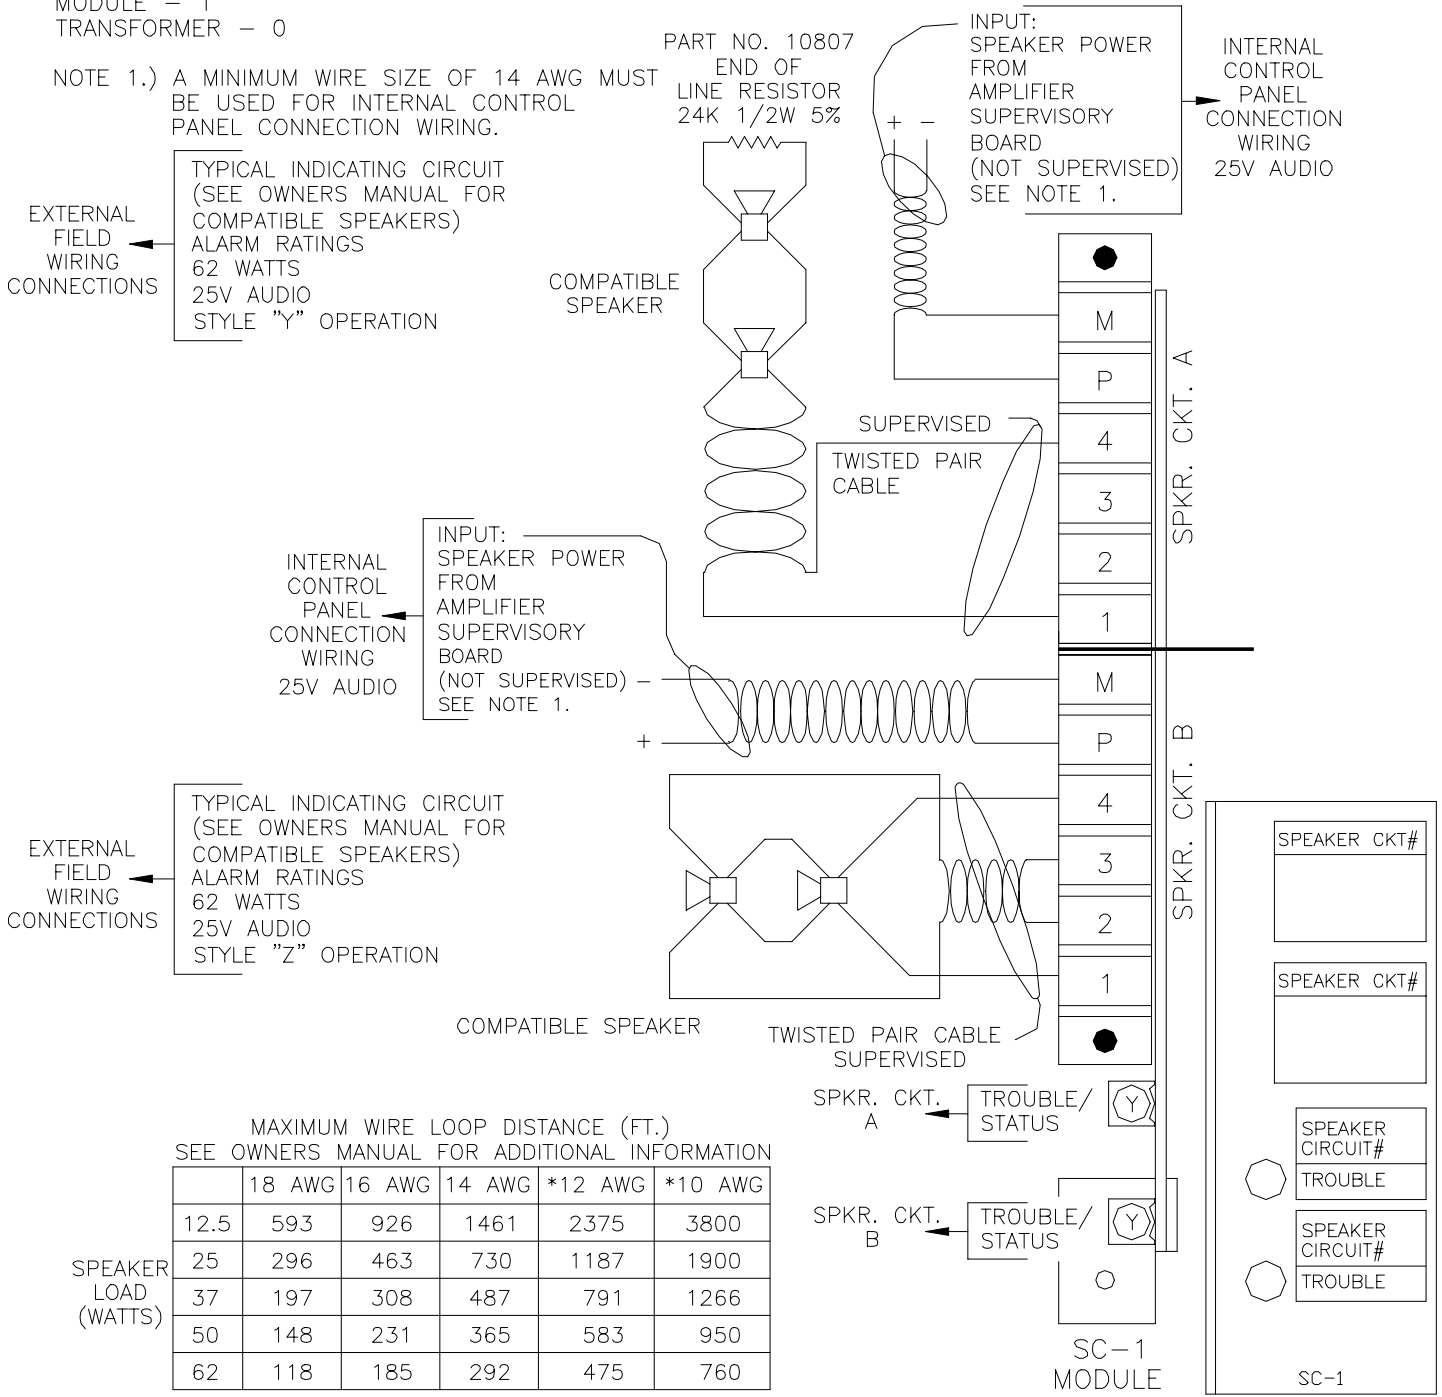 TRANSFORMER – 0
NOTE 1.) A MINIMUM WIRE SIZE OF 14 AWG MUST
BE USED FOR INTERNAL CONTROL
PANEL CONNECTION WIRING.
TYPICAL INDICATING CIRCUIT
(SEE OWNERS MANUAL FOR
COMPATIBLE SPEAKERS)
ALARM RATINGS
62 WATTS
25V AUDIO
STYLE "Y" OPERATION
EXTERNAL
FIELD
WIRING
CONNECTIONS
PART NO. 10807
END OF
LINE RESISTOR
24K 1/2W 5%
COMPATIBLE
SPEAKER
INPUT:
SPEAKER POWER
FROM
AMPLIFIER
SUPERVISORY
BOARD
(NOT SUPERVISED)
SEE NOTE 1.
+ –
INTERNAL
CONTROL
PANEL
CONNECTION
WIRING
25V AUDIO
M
P
4
3
2
1
SPKR. CKT. A
SUPERVISED
TWISTED PAIR
CABLE
INTERNAL
CONTROL
PANEL
CONNECTION
WIRING
25V AUDIO
INPUT:
SPEAKER POWER
FROM
AMPLIFIER
SUPERVISORY
BOARD
(NOT SUPERVISED) –
SEE NOTE 1.
+
M
P
4
3
2
1
SPKR. CKT. B
TYPICAL INDICATING CIRCUIT
(SEE OWNERS MANUAL FOR
COMPATIBLE SPEAKERS)
ALARM RATINGS
62 WATTS
25V AUDIO
STYLE "Z" OPERATION
EXTERNAL
FIELD
WIRING
CONNECTIONS
COMPATIBLE SPEAKER
TWISTED PAIR CABLE
SUPERVISED
SPKR. CKT.
A
TROUBLE/
STATUS
Y
SPKR. CKT.
B
TROUBLE/
STATUS
Y
SC–1
MODULE
SPEAKER CKT#
SPEAKER CKT#
SPEAKER
CIRCUIT#
TROUBLE
SPEAKER
CIRCUIT#
TROUBLE
SC–1
MAXIMUM WIRE LOOP DISTANCE (FT.)
SEE OWNERS MANUAL FOR ADDITIONAL INFORMATION
18 AWG 16 AWG 14 AWG *12 AWG *10 AWG
12.5 593 926 1461 2375 3800
25 296 463 730 1187 1900
37 197 308 487 791 1266
50 148 231 365 583 950
62 118 185 292 475 760
SPEAKER
LOAD
(WATTS)